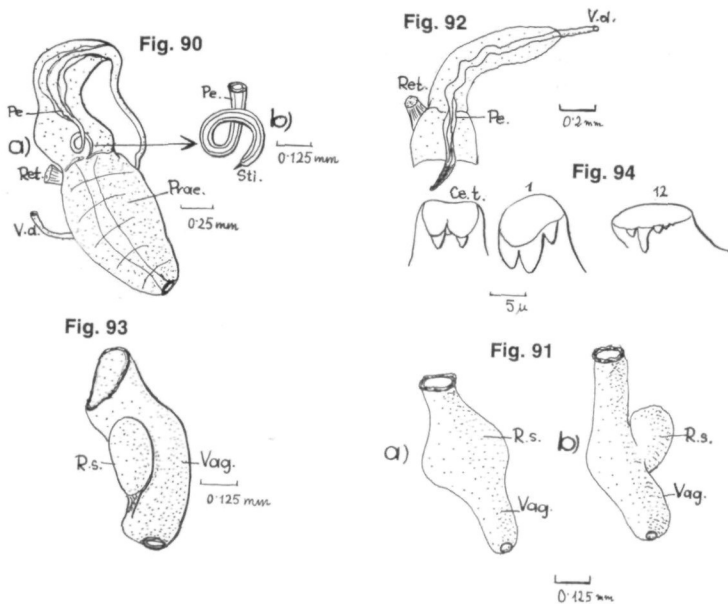 Fig. 90
Pe.
a)
Ret.
V.d.
Prae.
0.25 mm
Pe.
b)
Sti.
0.125 mm
Fig. 92
V.d.
Ret.
Pe.
0.2 mm
Fig. 94
Ce.t.
1
12
5 μ
Fig. 93
R.s.
Vag.
0.125 mm
Fig. 91
a)
R.s.
Vag.
b)
R.s.
Vag.
0.125 mm